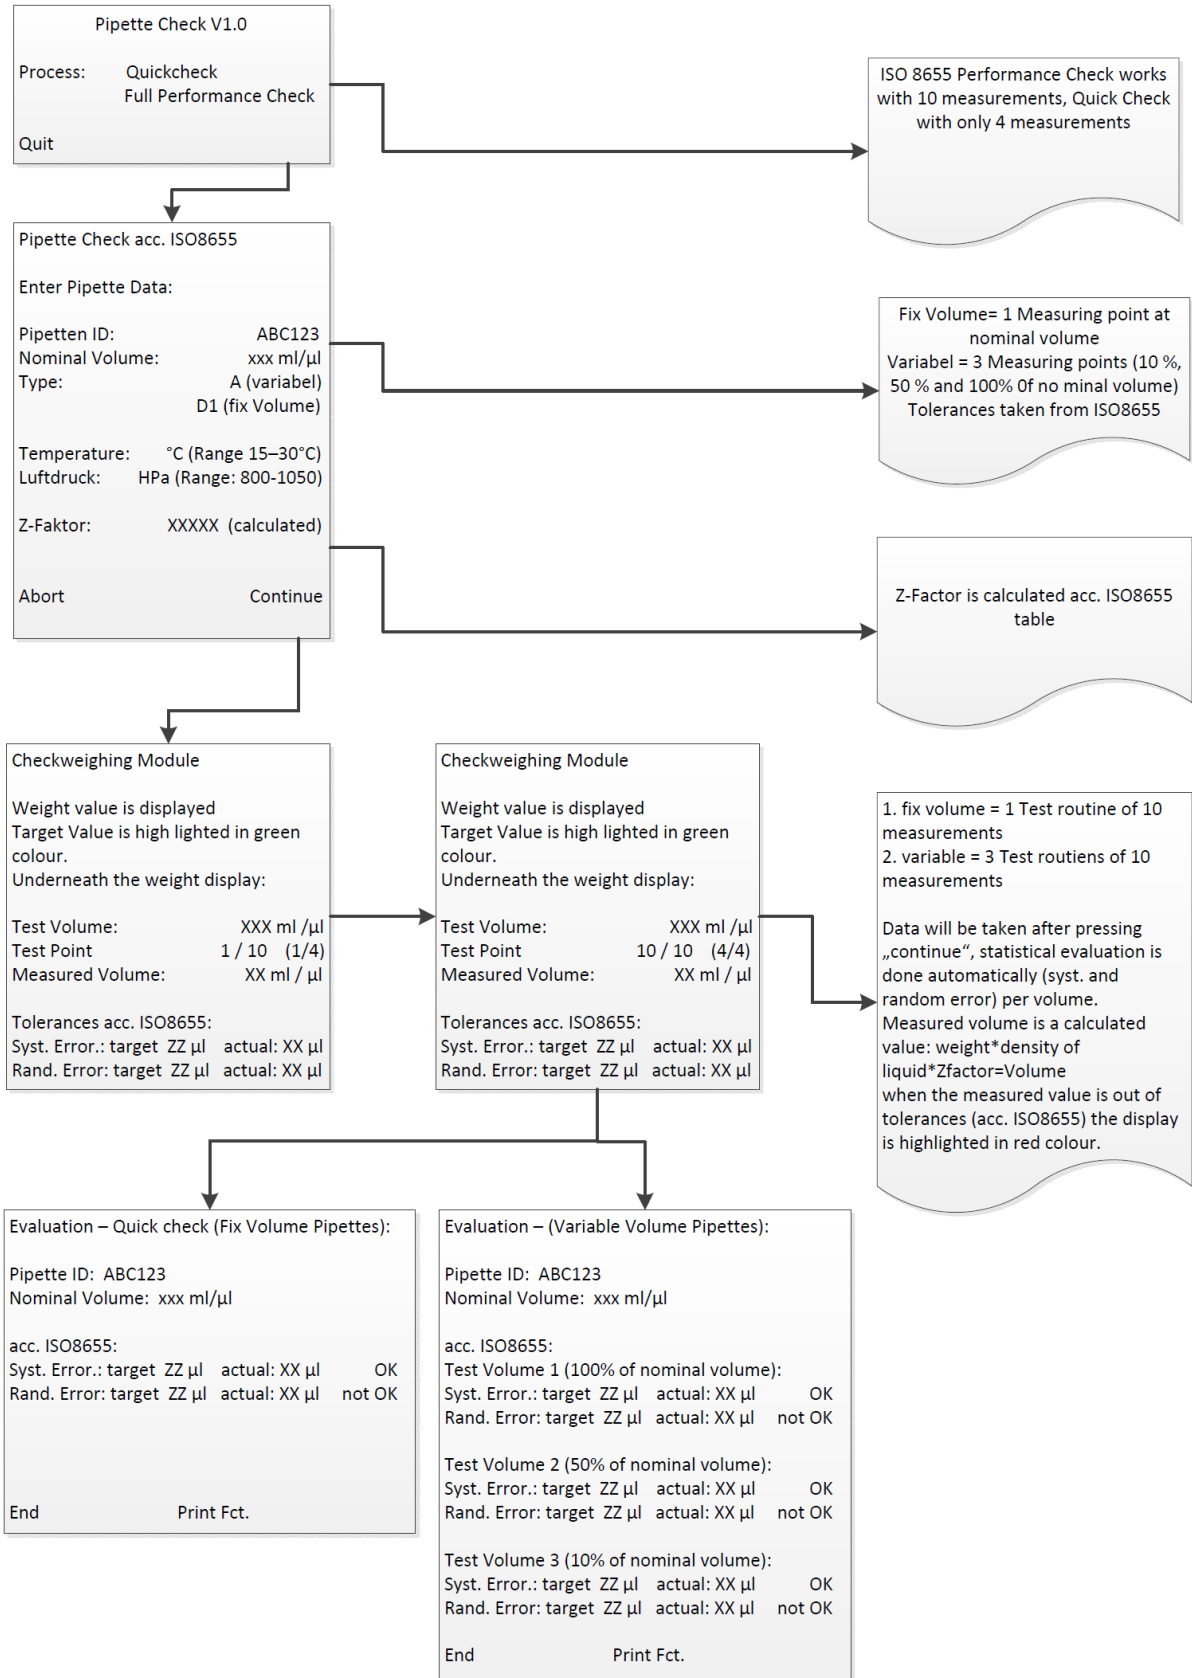 Pipette Check V1.0
Process: Quickcheck
Full Performance Check
Quit
ISO 8655 Performance Check works
with 10 measurements, Quick Check
with only 4 measurements
Pipette Check acc. ISO8655
Enter Pipette Data:
Pipetten ID: ABC123
Nominal Volume: xxx ml/µl
Type: A (variabel)
D1 (fix Volume)
Temperature: °C (Range 15–30°C)
Luftdruck: HPa (Range: 800-1050)
Z-Faktor: XXXXX (calculated)
Abort Continue
Fix Volume= 1 Measuring point at
nominal volume
Variabel = 3 Measuring points (10 %,
50 % and 100% 0f no minal volume)
Tolerances taken from ISO8655
Z-Factor is calculated acc. ISO8655
table
Checkweighing Module
Weight value is displayed
Target Value is high lighted in green
colour.
Underneath the weight display:
Test Volume: XXX ml /µl
Test Point 1 / 10 (1/4)
Measured Volume: XX ml / µl
Tolerances acc. ISO8655:
Syst. Error.: target ZZ µl actual: XX µl
Rand. Error: target ZZ µl actual: XX µl
Checkweighing Module
Weight value is displayed
Target Value is high lighted in green
colour.
Underneath the weight display:
Test Volume: XXX ml /µl
Test Point 10 / 10 (4/4)
Measured Volume: XX ml / µl
Tolerances acc. ISO8655:
Syst. Error.: target ZZ µl actual: XX µl
Rand. Error: target ZZ µl actual: XX µl
1. fix volume = 1 Test routine of 10
measurements
2. variable = 3 Test routiens of 10
measurements
Data will be taken after pressing
„continue“, statistical evaluation is
done automatically (syst. and
random error) per volume.
Measured volume is a calculated
value: weight*density of
liquid*Zfactor=Volume
when the measured value is out of
tolerances (acc. ISO8655) the display
is highlighted in red colour.
Evaluation – Quick check (Fix Volume Pipettes):
Pipette ID: ABC123
Nominal Volume: xxx ml/µl
acc. ISO8655:
Syst. Error.: target ZZ µl actual: XX µl OK
Rand. Error: target ZZ µl actual: XX µl not OK
End Print Fct.
Evaluation – (Variable Volume Pipettes):
Pipette ID: ABC123
Nominal Volume: xxx ml/µl
acc. ISO8655:
Test Volume 1 (100% of nominal volume):
Syst. Error.: target ZZ µl actual: XX µl OK
Rand. Error: target ZZ µl actual: XX µl not OK
Test Volume 2 (50% of nominal volume):
Syst. Error.: target ZZ µl actual: XX µl OK
Rand. Error: target ZZ µl actual: XX µl not OK
Test Volume 3 (10% of nominal volume):
Syst. Error.: target ZZ µl actual: XX µl OK
Rand. Error: target ZZ µl actual: XX µl not OK
End Print Fct.